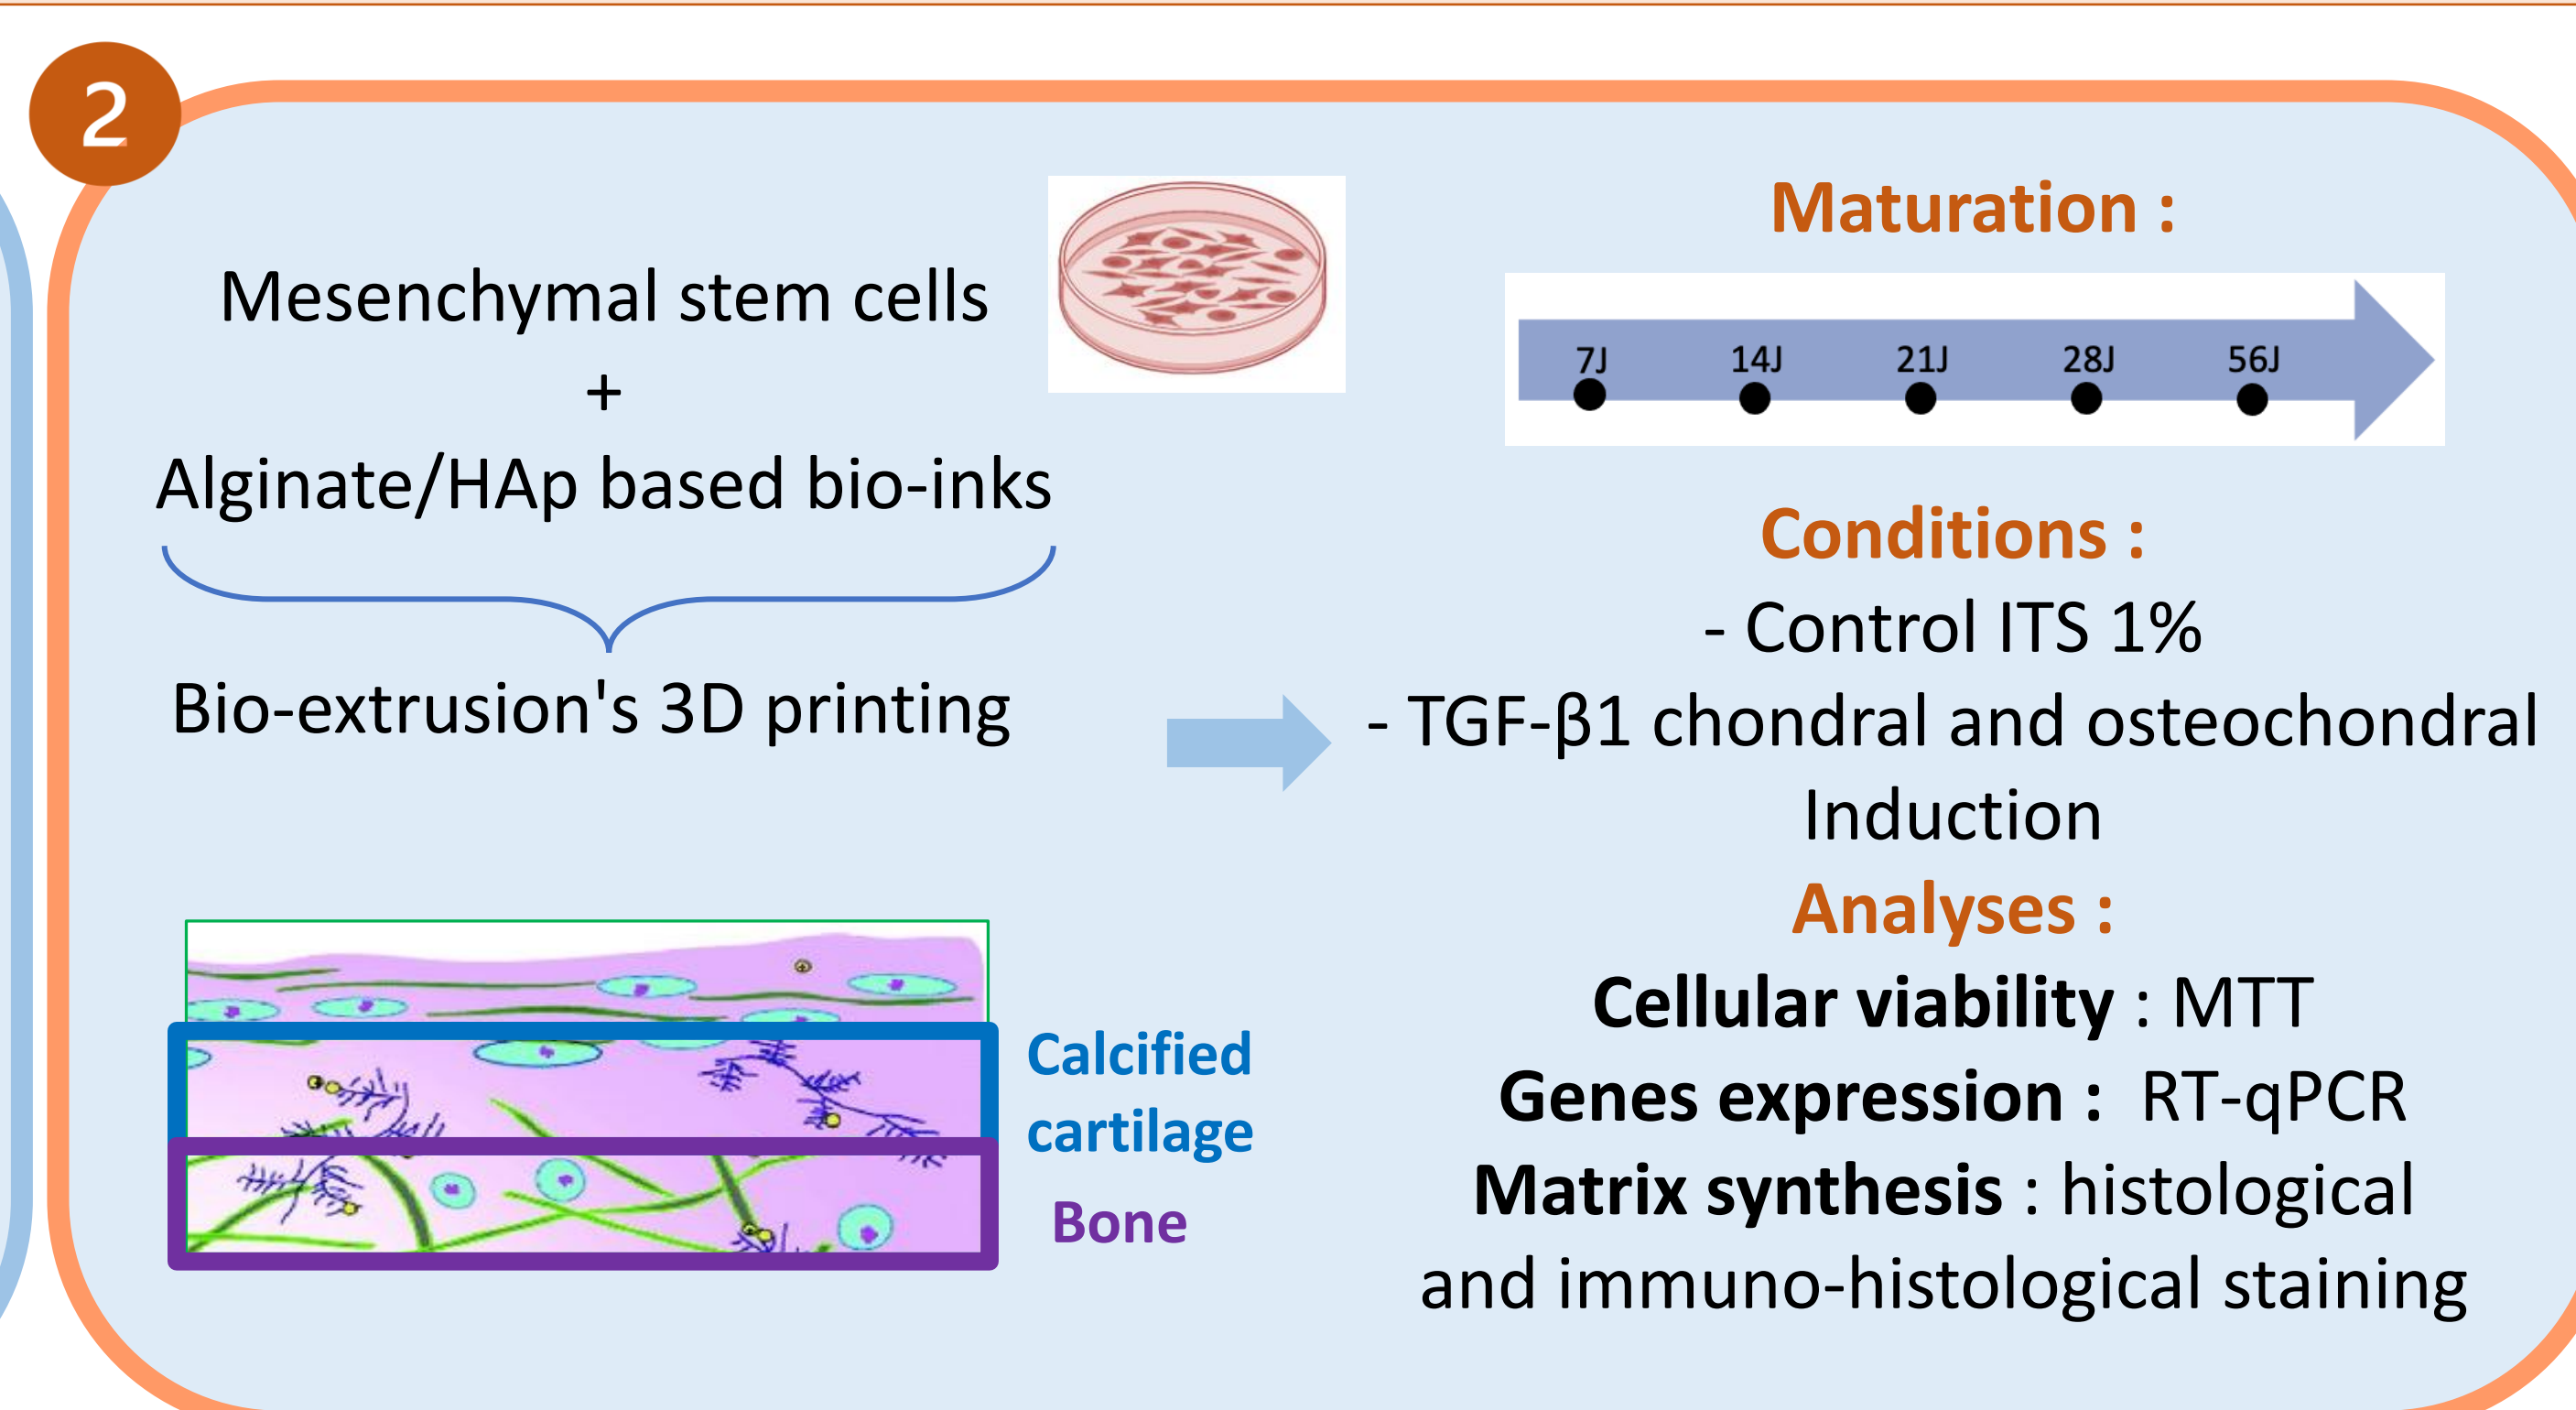 2
Mesenchymal stem cells
+
Alginate/HAp based bio-inks
Bio-extrusion's 3D printing
Calcified
cartilage
Bone
Maturation :
7J 14J 21J 28J 56J
Conditions :
- Control ITS 1%
- TGF-β1 chondral and osteochondral
Induction
Analyses :
Cellular viability : MTT
Genes expression : RT-qPCR
Matrix synthesis : histological
and immuno-histological staining